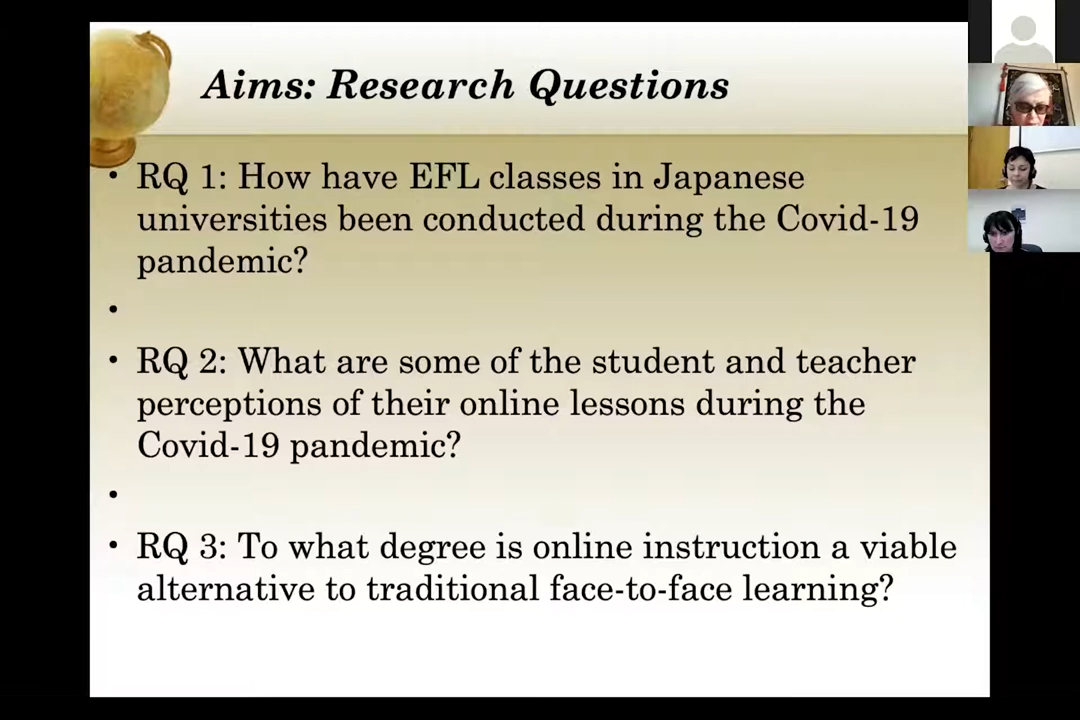 Aims: Research Questions
• RQ 1: How have EFL classes in Japanese
universities been conducted during the Covid-19
pandemic?
•
• RQ 2: What are some of the student and teacher
perceptions of their online lessons during the
Covid-19 pandemic?
•
• RQ 3: To what degree is online instruction a viable
alternative to traditional face-to-face learning?